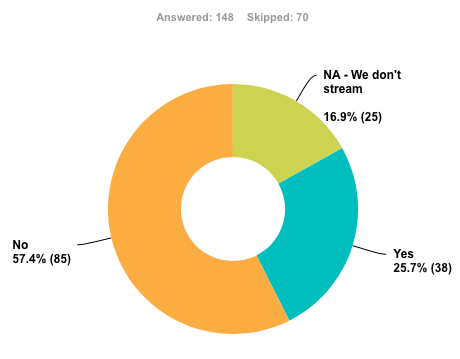 Answered: 148 Skipped: 70
NA - We don't
stream
16.9% (25)
No
57.4% (85)
Yes
25.7% (38)